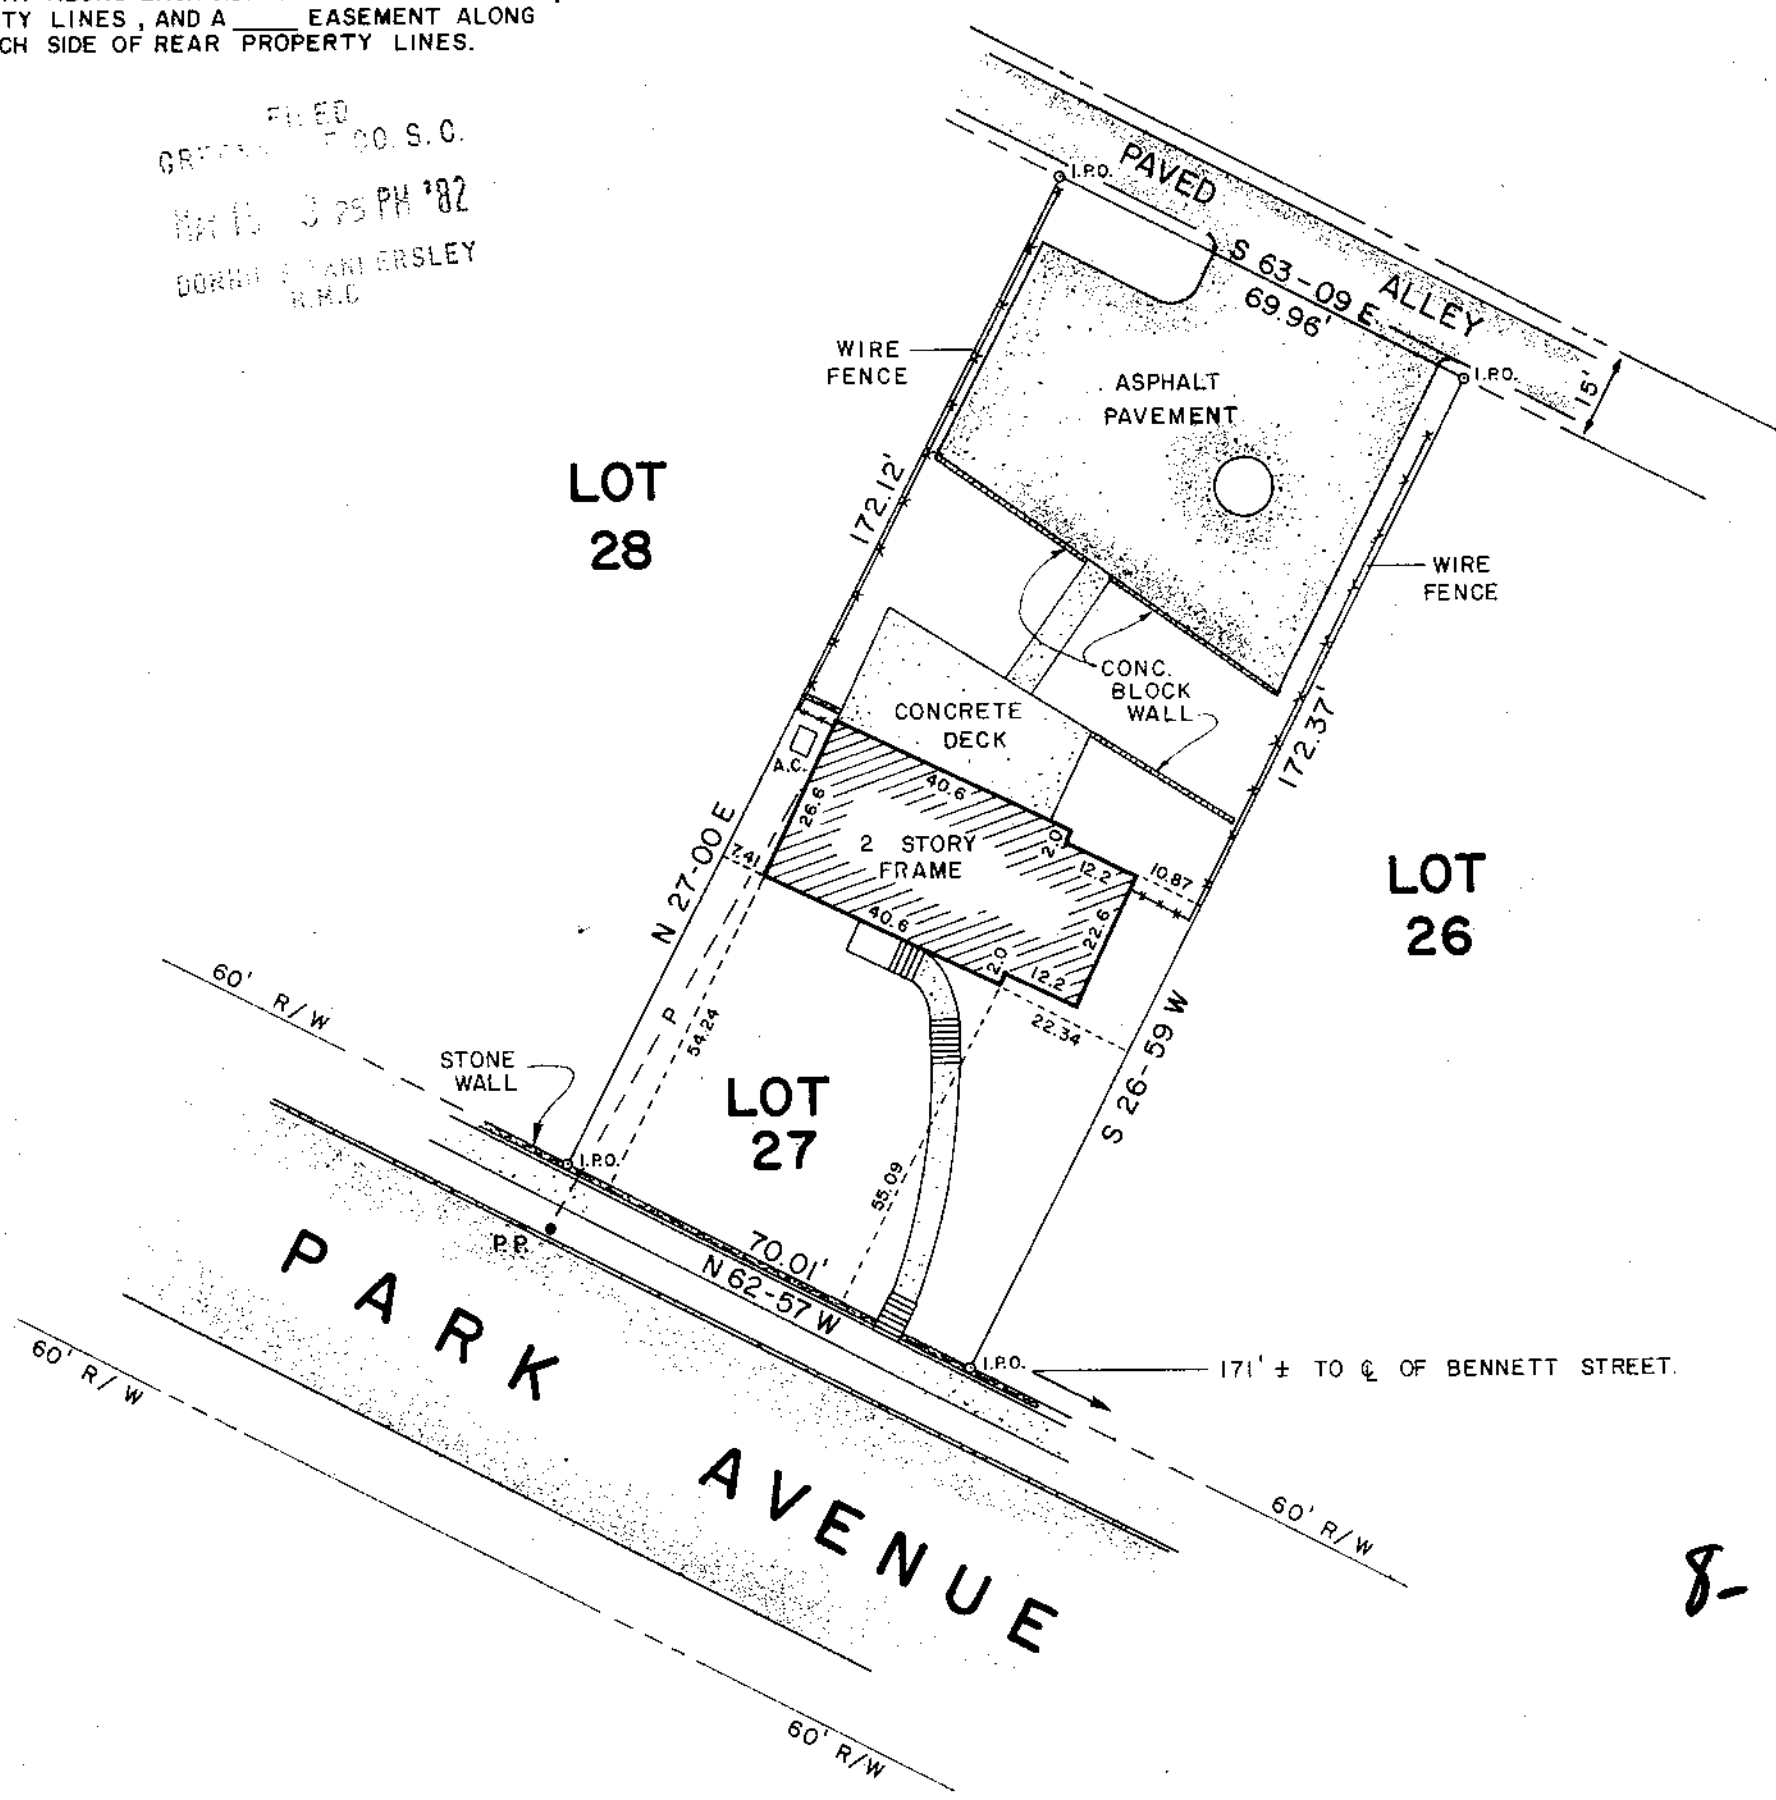 TY LINES, AND A ____ EASEMENT ALONG
CH SIDE OF REAR PROPERTY LINES.
FILED
CO. S. C.
PM '82
R.M.C
PAVED ALLEY
I.P.O.
S 63-09 E
69.96'
I.P.O.
15'
WIRE
FENCE
ASPHALT
PAVEMENT
LOT
28
172.12'
WIRE
FENCE
CONC.
BLOCK
WALL
CONCRETE
DECK
172.37'
A.C.
40.6
26.6
2 STORY
FRAME
2.0
12.2
10.87
7.41
N 27-00 E
40.6
22.6
2.0
12.2
22.34
LOT
26
S 26-59 W
60' R/W
P
54.24
STONE
WALL
LOT
27
I.P.O.
55.09
P.P.
70.01'
N 62-57 W
I.P.O.
171' ± TO ℄ OF BENNETT STREET.
PARK AVENUE
60' R/W
60' R/W
60' R/W
8-